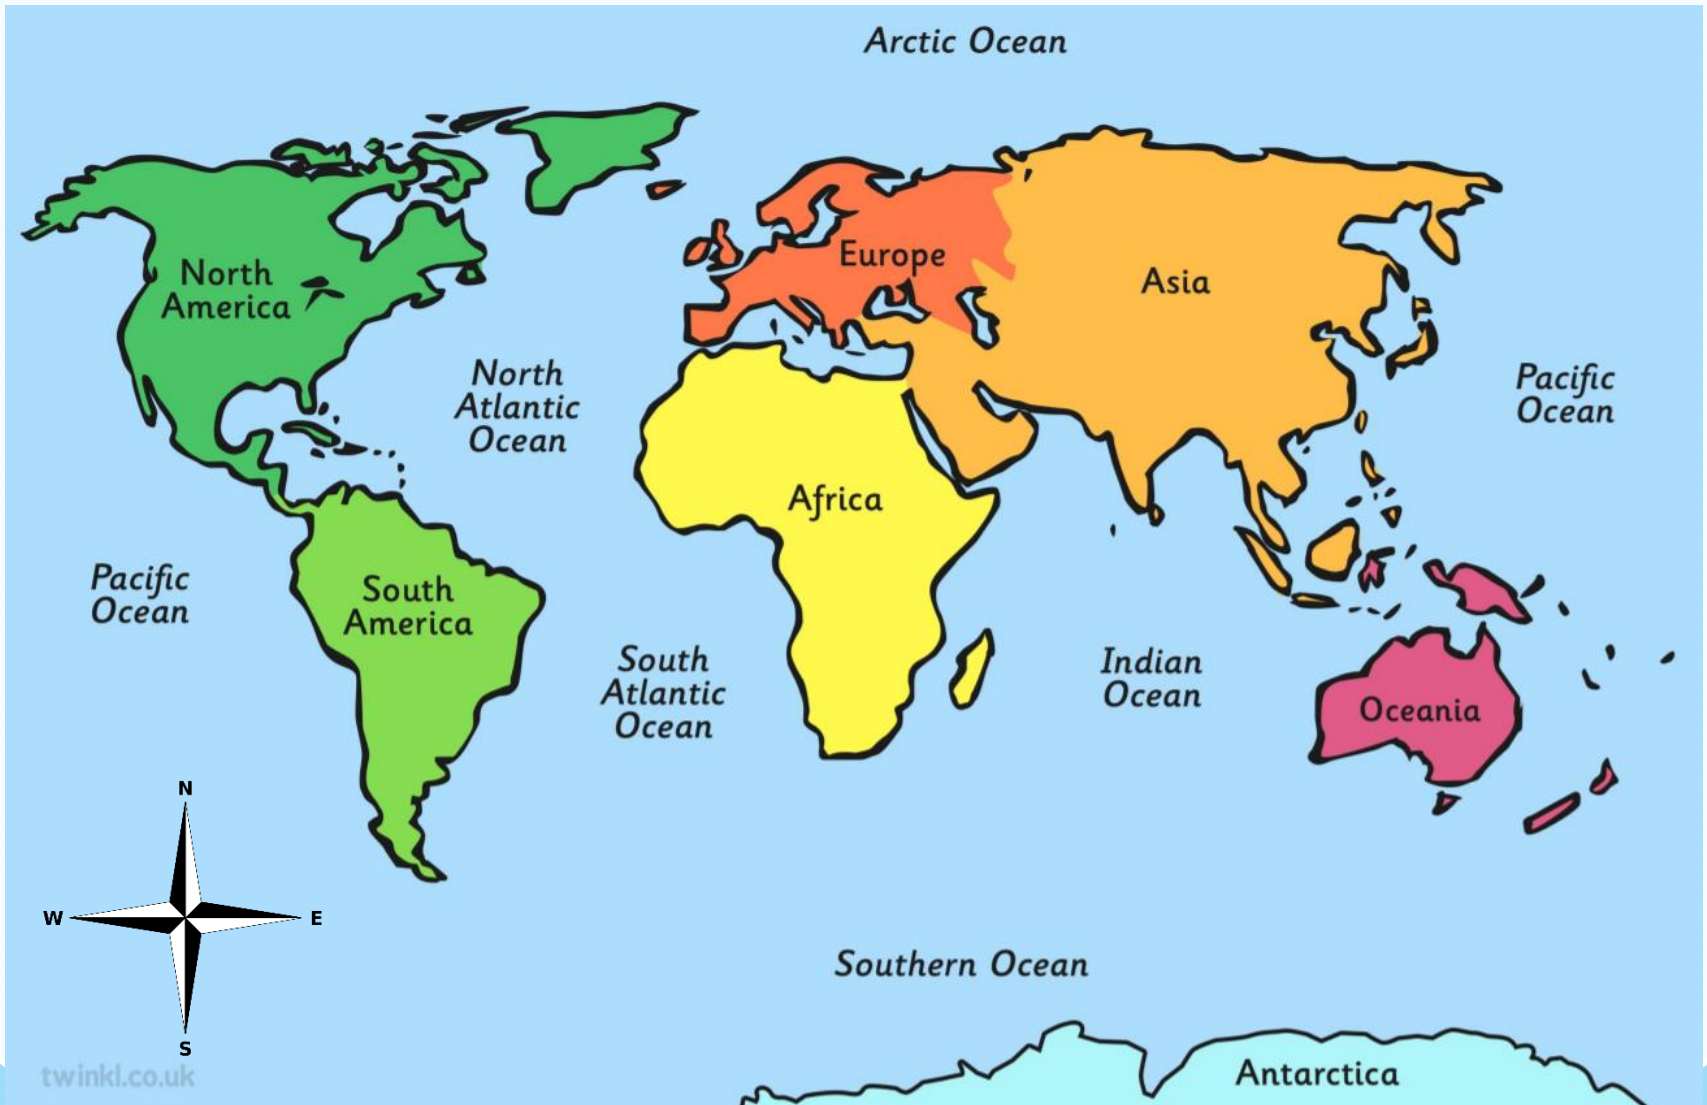 Arctic Ocean
North
America
Europe
Asia
North
Atlantic
Ocean
Pacific
Ocean
Africa
Pacific
Ocean
South
America
South
Atlantic
Ocean
Indian
Ocean
Oceania
N
W
E
S
Southern Ocean
Antarctica
twinkl.co.uk